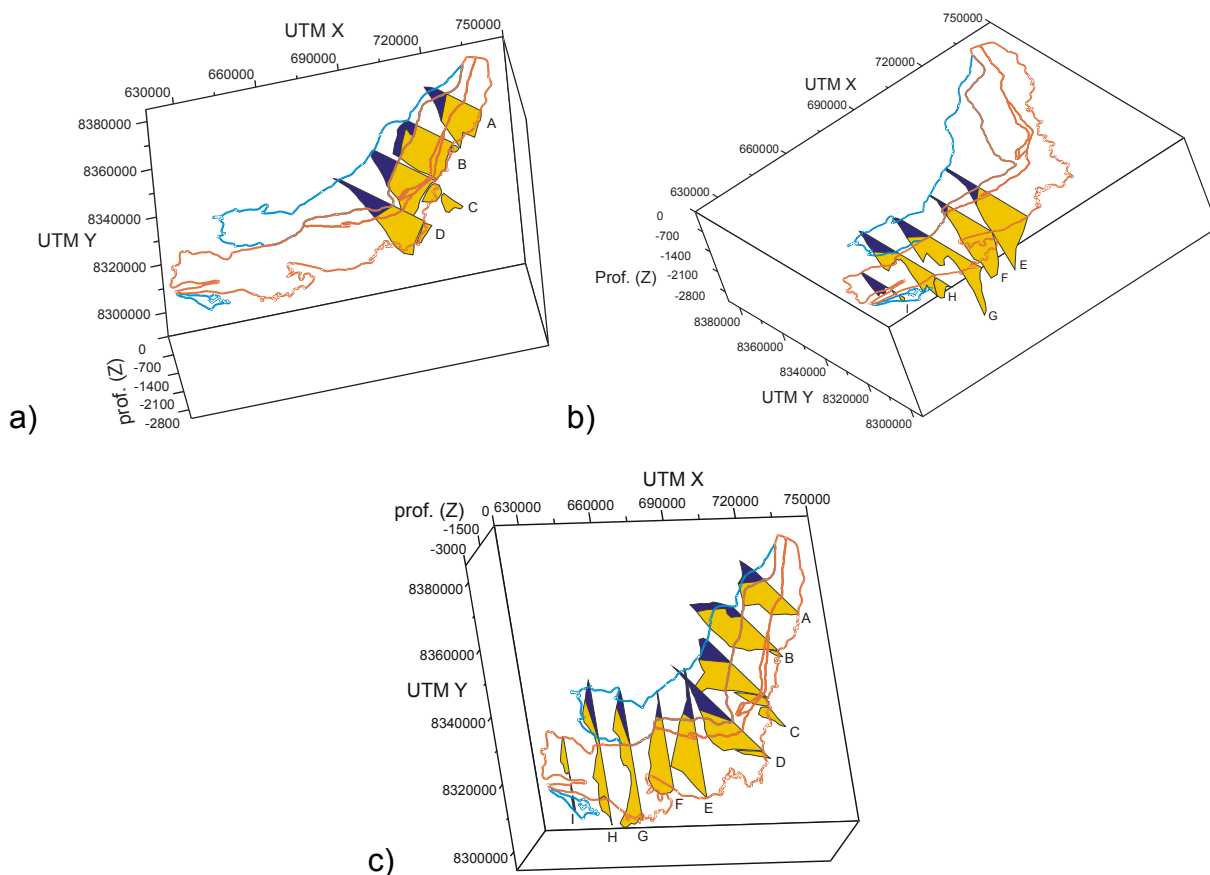 UTM X
750000
720000
690000
660000
630000
8380000
8360000
8340000
UTM Y
8320000
8300000
0
-700
-1400
-2100
-2800
prof. (Z)
A
B
C
D
a)
750000
720000
UTM X
690000
660000
630000
0
-700
-1400
Prof. (Z)
-2100
-2800
8380000
8360000
8340000
UTM Y
8320000
8300000
E
F
G
H
I
b)
UTM X
prof. (Z)
0 630000 660000 690000 720000 750000
-1500
-3000
8380000
8360000
UTM Y
8340000
8320000
8300000
A
B
C
D
E
F
I H G
c)